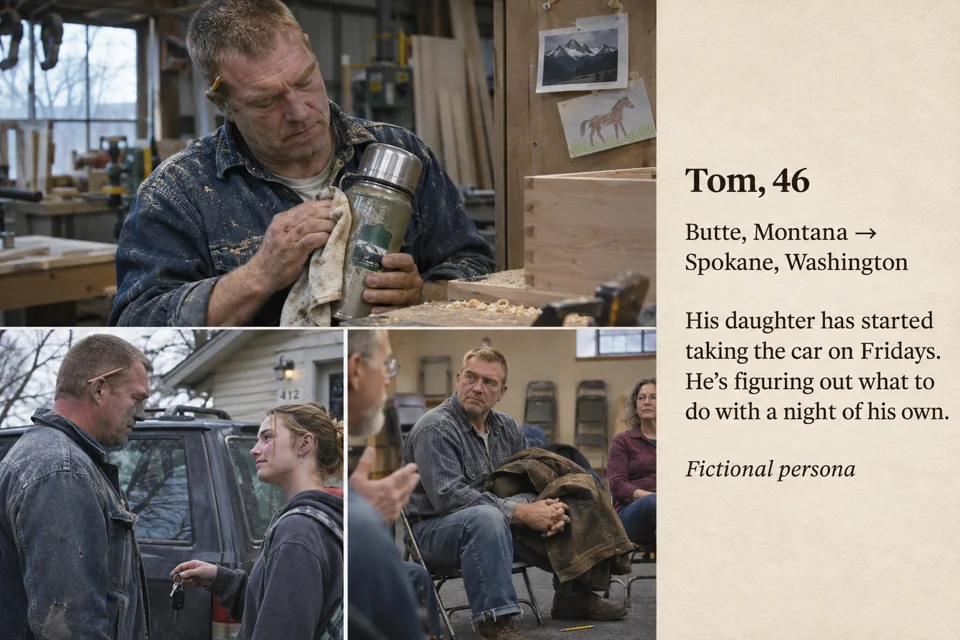 412
Tom, 46
Butte, Montana →
Spokane, Washington
His daughter has started
taking the car on Fridays.
He’s figuring out what to
do with a night of his own.
Fictional persona